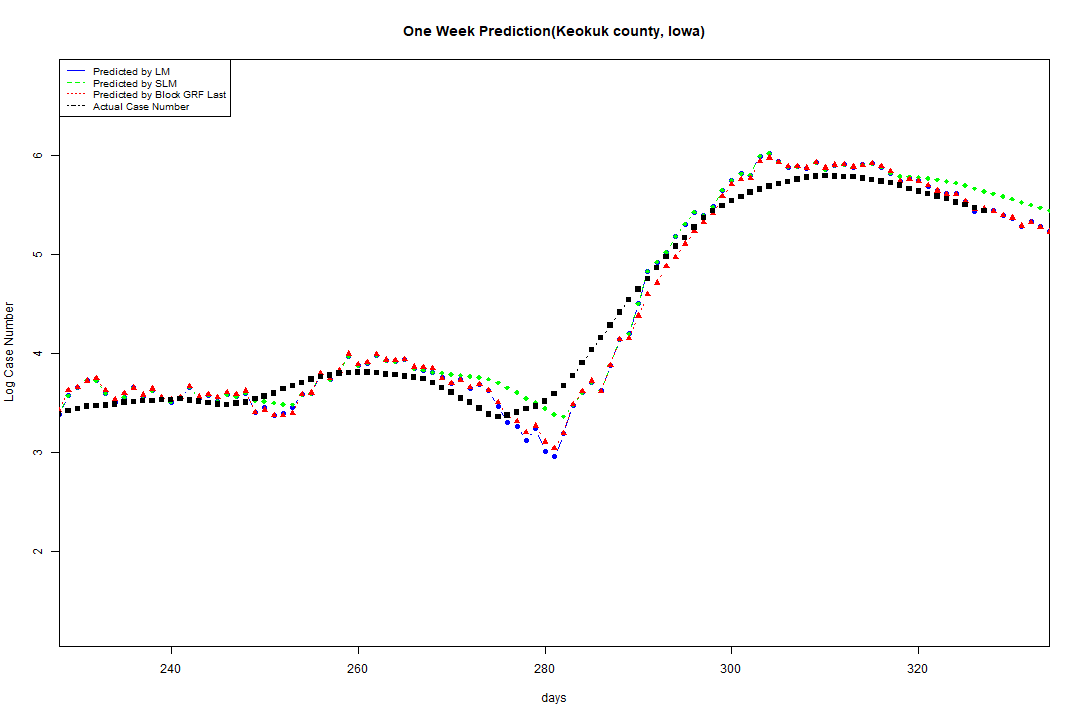 One Week Prediction(Keokuk county, Iowa)
Predicted by LM
Predicted by SLM
Predicted by Block GRF Last
Actual Case Number
6
5
4
3
2
Log Case Number
240 260 280 300 320
days